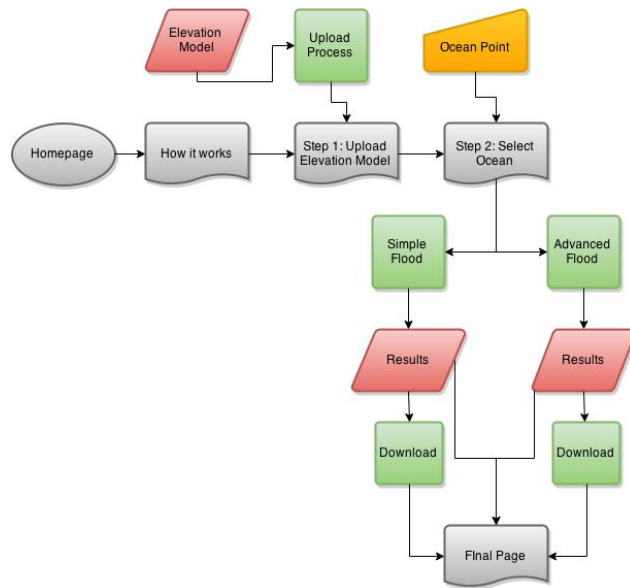 Elevation
Model
Upload
Process
Ocean Point
Homepage
How it works
Step 1: Upload
Elevation Model
Step 2: Select
Ocean
Simple
Flood
Advanced
Flood
Results
Results
Download
Download
FInal Page